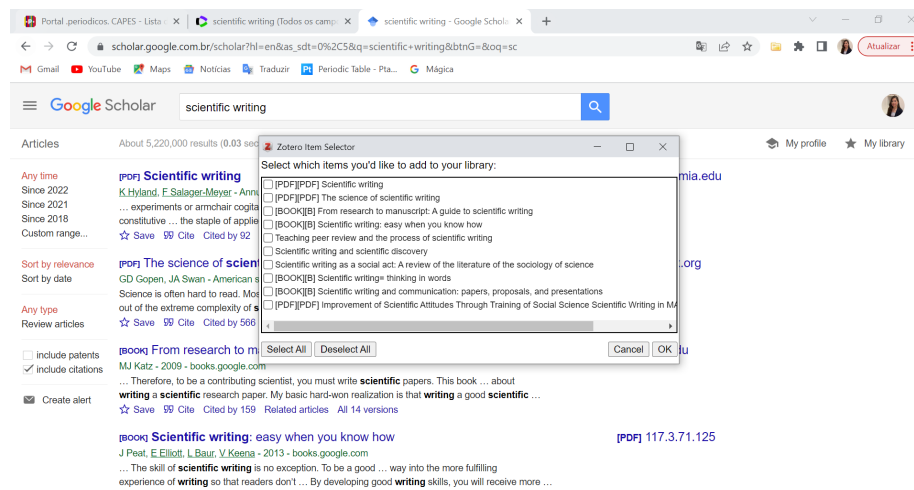 Portal .periodicos. CAPES - Lista d
scientific writing (Todos os camp
scientific writing - Google Schola
scholar.google.com.br/scholar?hl=en&as_sdt=0%2C5&q=scientific+writing&btnG=&oq=sc
Atualizar
Gmail YouTube Maps Notícias Traduzir Periodic Table - Pta... Mágica
Google Scholar
scientific writing
Articles
About 5,220,000 results (0.03 sec
My profile My library
Zotero Item Selector
Select which items you'd like to add to your library:
[PDF][PDF] Scientific writing
[PDF][PDF] The science of scientific writing
[BOOK][B] From research to manuscript: A guide to scientific writing
[BOOK][B] Scientific writing: easy when you know how
Teaching peer review and the process of scientific writing
Scientific writing and scientific discovery
Scientific writing as a social act: A review of the literature of the sociology of science
[BOOK][B] Scientific writing= thinking in words
[BOOK][B] Scientific writing and communication: papers, proposals, and presentations
[PDF][PDF] Improvement of Scientific Attitudes Through Training of Social Science Scientific Writing in MA
Select All Deselect All Cancel OK
Any time
Since 2022
Since 2021
Since 2018
Custom range...
Sort by relevance
Sort by date
Any type
Review articles
include patents
include citations
Create alert
[PDF] Scientific writing
mia.edu
K Hyland, F Salager-Meyer - Annu
… experiments or armchair cogita
constitutive … the staple of applie
Save Cite Cited by 92
[PDF] The science of scient
.org
GD Gopen, JA Swan - American s
Science is often hard to read. Mos
out of the extreme complexity of s
Save Cite Cited by 566
[BOOK] From research to m
du
MJ Katz - 2009 - books.google.com
… Therefore, to be a contributing scientist, you must write scientific papers. This book … about
writing a scientific research paper. My basic hard-won realization is that writing a good scientific …
Save Cite Cited by 159 Related articles All 14 versions
[BOOK] Scientific writing: easy when you know how
[PDF] 117.3.71.125
J Peat, E Elliott, L Baur, V Keena - 2013 - books.google.com
… The skill of scientific writing is no exception. To be a good … way into the more fulfilling
experience of writing so that readers don't … By developing good writing skills, you will receive more …